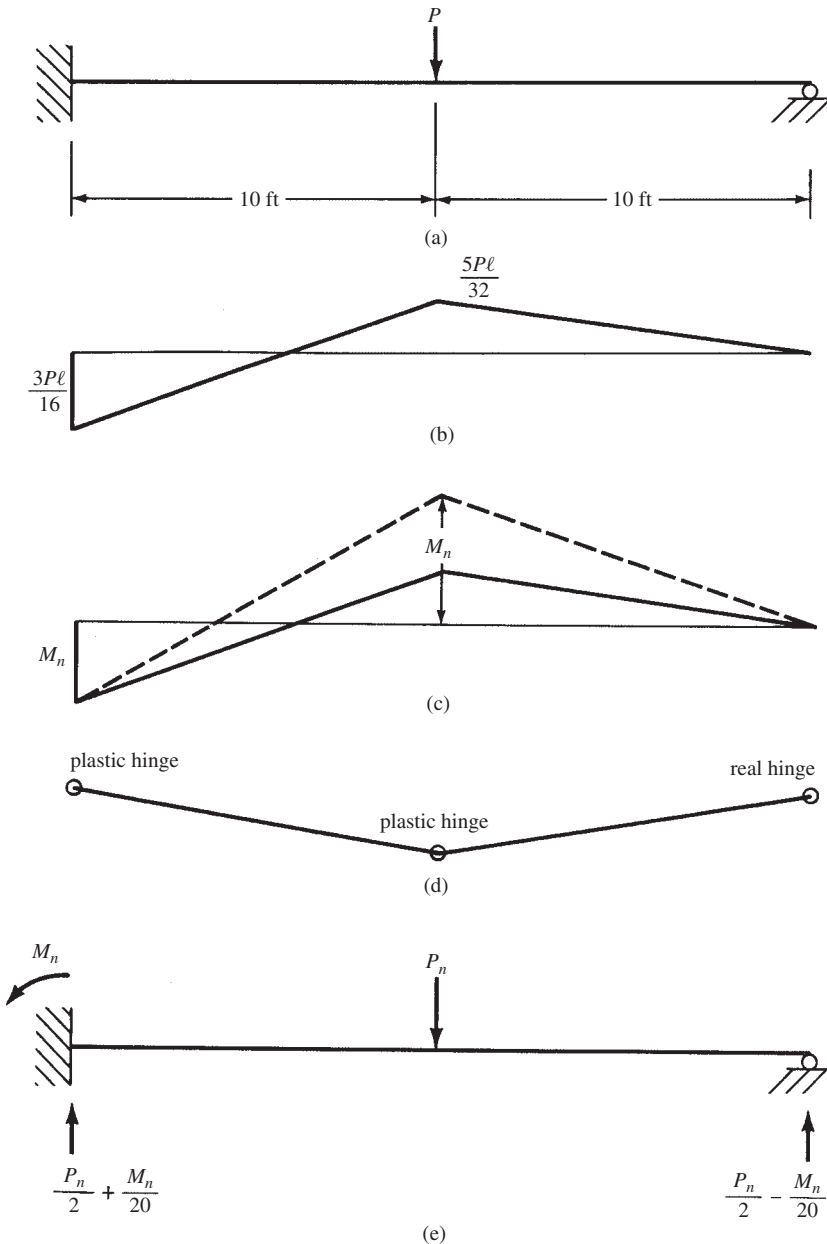 P
10 ft
10 ft
(a)
5Pℓ
32
3Pℓ
16
(b)
M_n
M_n
(c)
plastic hinge
real hinge
plastic hinge
(d)
M_n
P_n
P_n/2 + M_n/20
P_n/2 − M_n/20
(e)